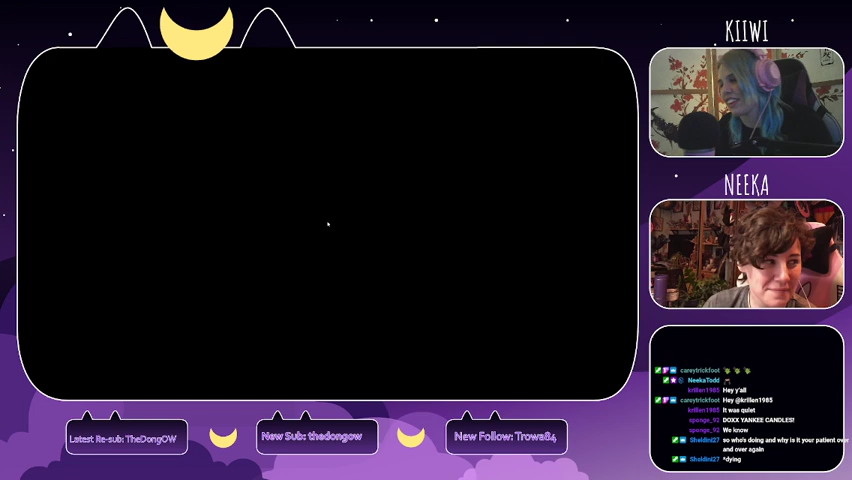 KIIWI
NEEKA
careytrickfoot
NeekaTodd
krillen1985 Hey y'all
careytrickfoot Hey @krillen1985
krillen1985 It was quiet
sponge_92 DOXX YANKEE CANDLES!
sponge_92 We know
Sheldini27 so who's doing and why is it your patient over
and over again
Sheldini27 *dying
Latest Re-sub: TheDongOW
New Sub: thedongow
New Follow: Trowa84